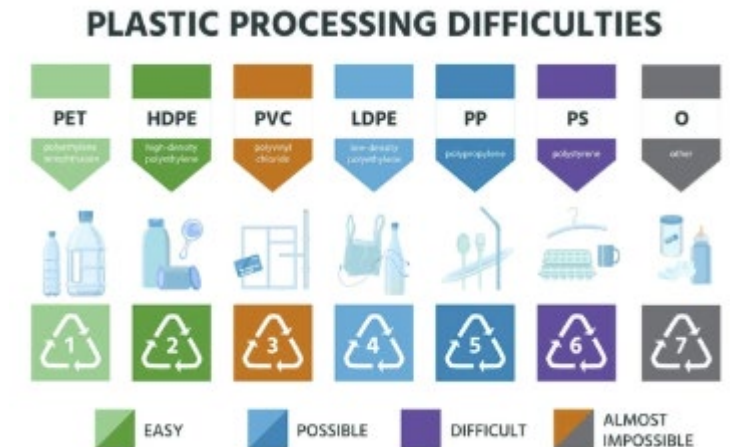 PLASTIC PROCESSING DIFFICULTIES
PET HDPE PVC LDPE PP PS O
polyethylene
high-density
polyethylene
polyvinyl
chloride
low-density
polyethylene
polypropylene
polystyrene
other
1 2 3 4 5 6 7
EASY POSSIBLE DIFFICULT ALMOST
IMPOSSIBLE